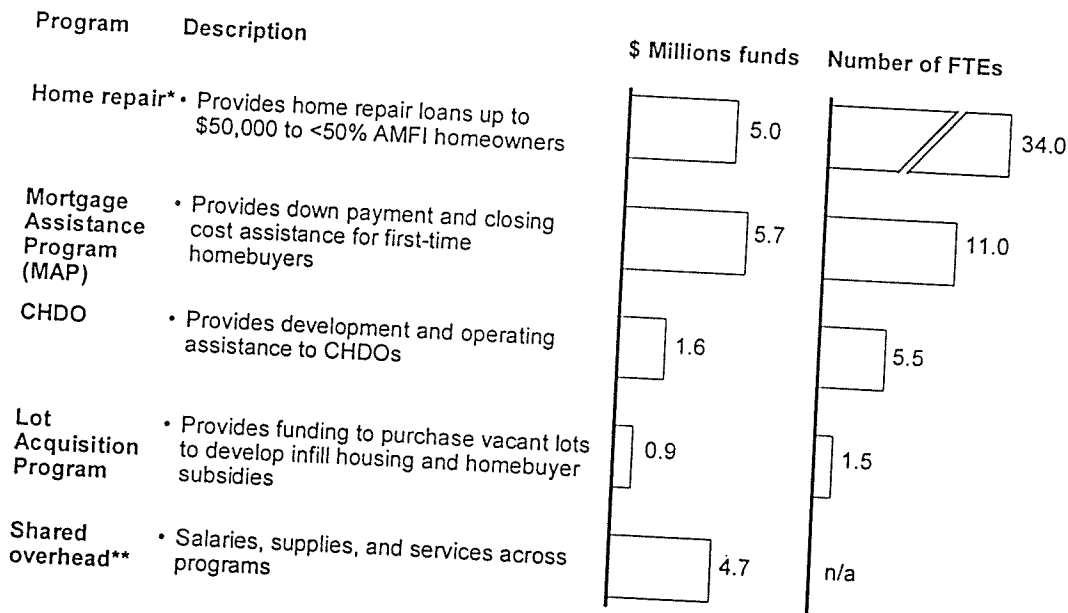 Program Description $ Millions funds Number of FTEs
Home repair* • Provides home repair loans up to
$50,000 to <50% AMFI homeowners
5.0
34.0
Mortgage
Assistance
Program
(MAP)
• Provides down payment and closing
cost assistance for first-time
homebuyers
5.7
11.0
CHDO
• Provides development and operating
assistance to CHDOs
1.6
5.5
Lot
Acquisition
Program
• Provides funding to purchase vacant lots
to develop infill housing and homebuyer
subsidies
0.9
1.5
Shared
overhead**
• Salaries, supplies, and services across
programs
4.7
n/a